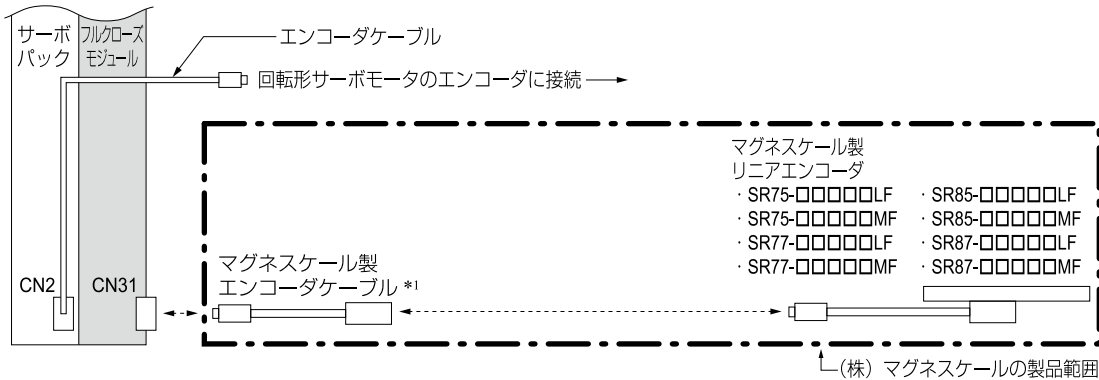 サーボ
パック
フルクローズ
モジュール
エンコーダケーブル
回転形サーボモータのエンコーダに接続
マグネスケール製
リニアエンコーダ
・SR75-□□□□□LF ・SR85-□□□□□LF
・SR75-□□□□□MF ・SR85-□□□□□MF
・SR77-□□□□□LF ・SR87-□□□□□LF
・SR77-□□□□□MF ・SR87-□□□□□MF
CN2
CN31
マグネスケール製
エンコーダケーブル *1
(株) マグネスケールの製品範囲